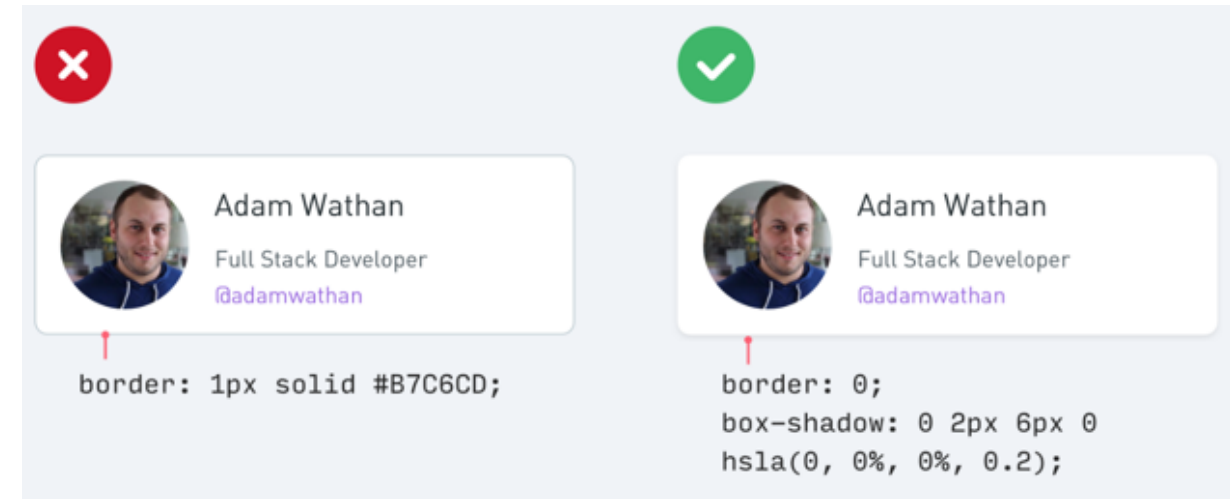 Adam Wathan
Full Stack Developer
@adamwathan
border: 1px solid #B7C6CD;
Adam Wathan
Full Stack Developer
@adamwathan
border: 0;
box-shadow: 0 2px 6px 0
hsla(0, 0%, 0%, 0.2);